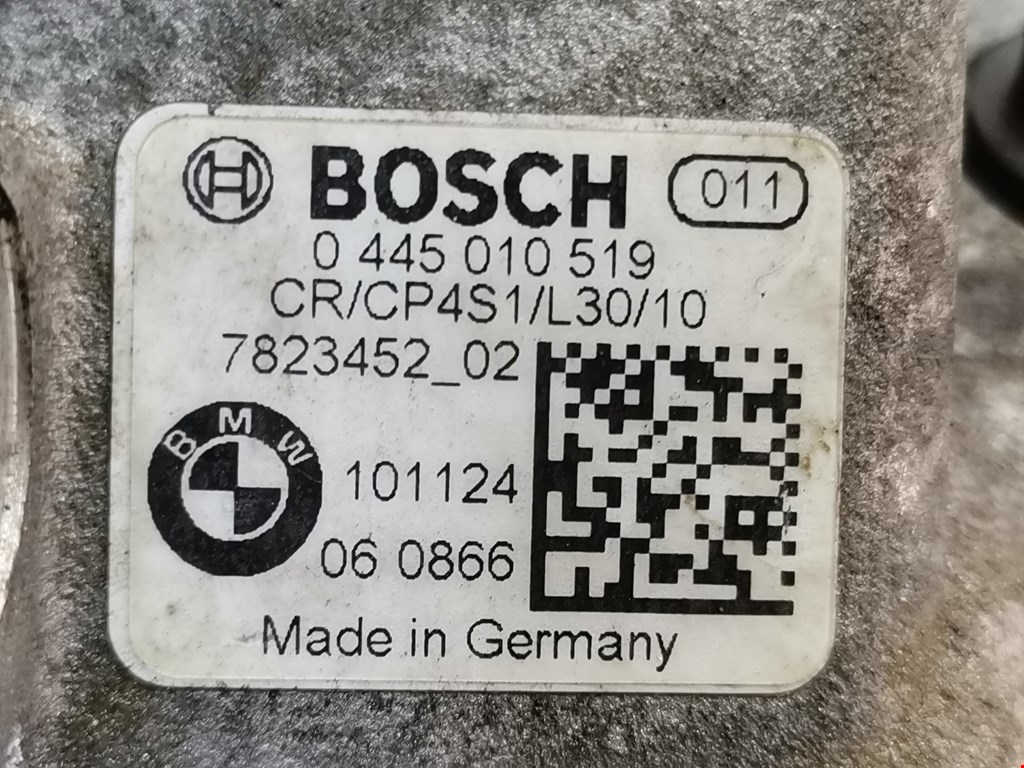 BOSCH 011
0 445 010 519
CR/CP4S1/L30/10
7823452_02
BMW
101124
06 0866
Made in Germany